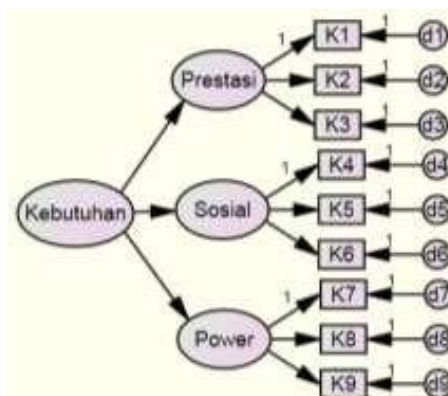 1 K1 1 d1
Prestasi K2 1 d2
K3 1 d3
1 K4 1 d4
Kebutuhan Sosial K5 1 d5
K6 1 d6
1 K7 1 d7
Power K8 1 d8
K9 1 d9